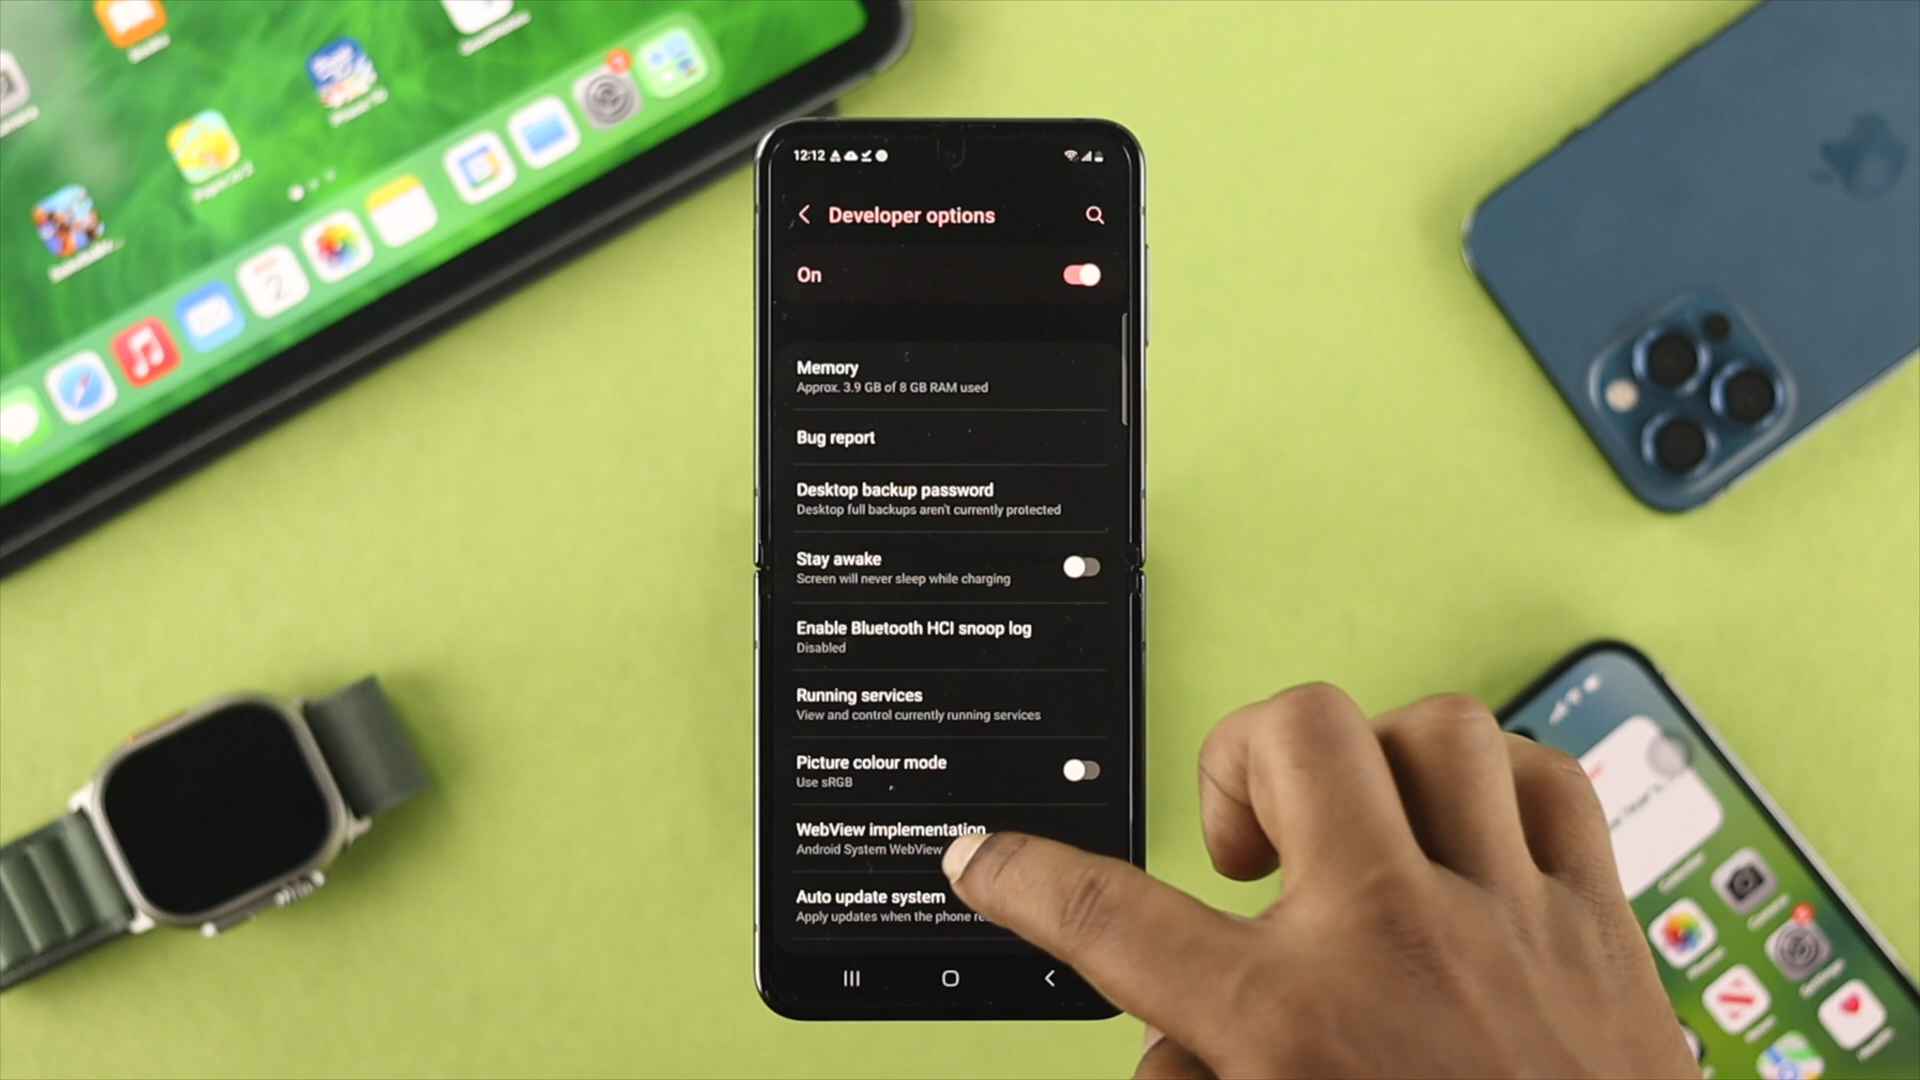 12:12
Developer options
On
Memory
Approx. 3.9 GB of 8 GB RAM used
Bug report
Desktop backup password
Desktop full backups aren't currently protected
Stay awake
Screen will never sleep while charging
Enable Bluetooth HCI snoop log
Disabled
Running services
View and control currently running services
Picture colour mode
Use sRGB
WebView implementation
Android System WebView
Auto update system
Apply updates when the phone
2